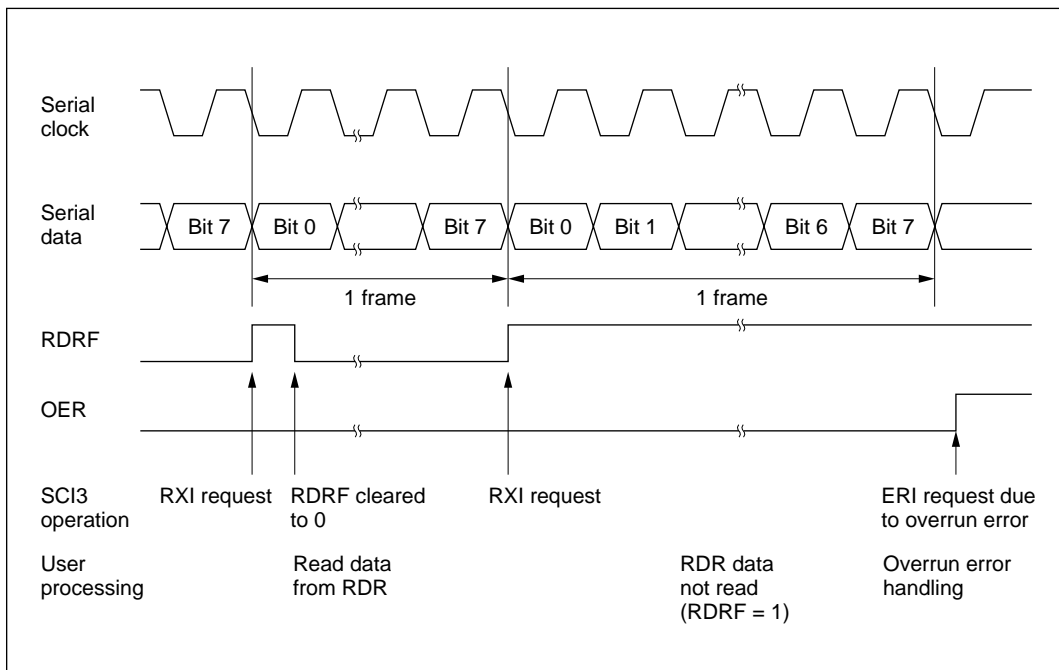 Serial
clock
Serial
data
Bit 7
Bit 0
Bit 7
Bit 0
Bit 1
Bit 6
Bit 7
1 frame
1 frame
RDRF
OER
SCI3
operation
RXI request
RDRF cleared
to 0
RXI request
ERI request due
to overrun error
User
processing
Read data
from RDR
RDR data
not read
(RDRF = 1)
Overrun error
handling